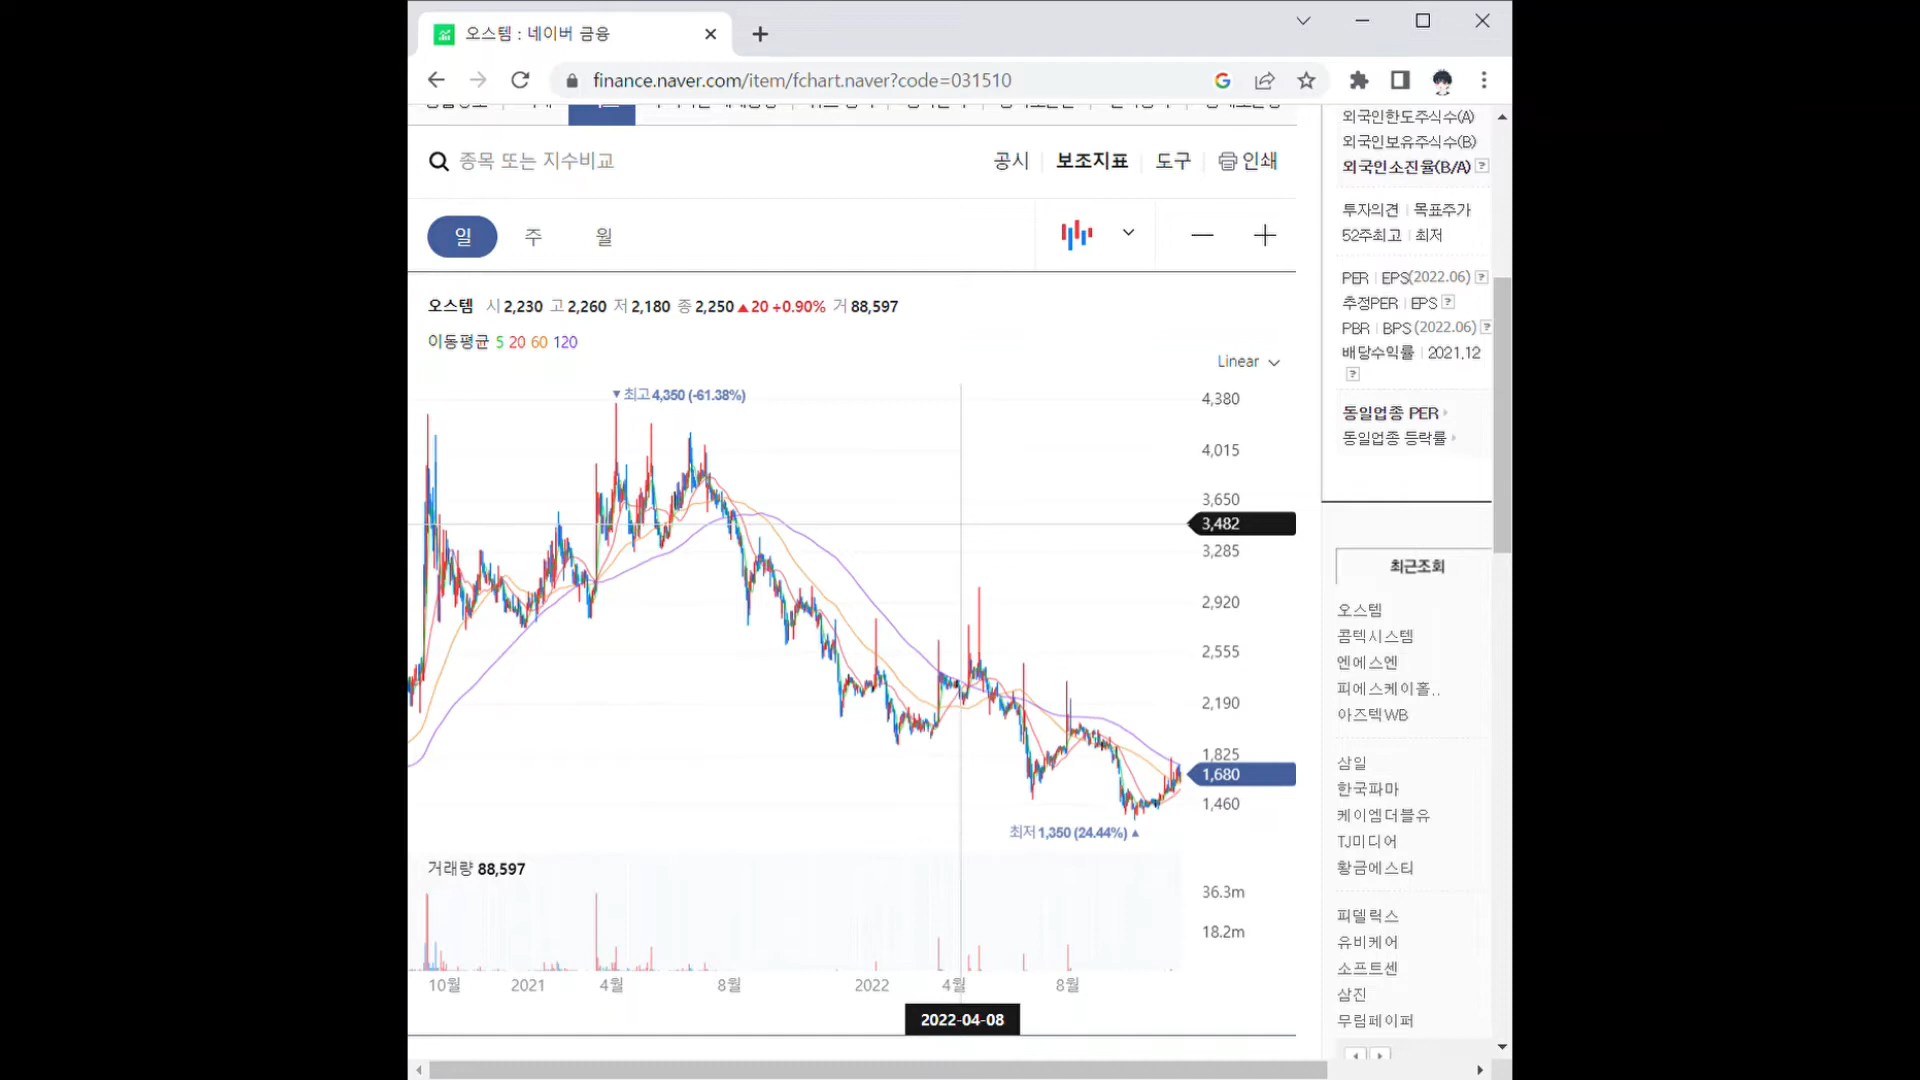 오스템 : 네이버 금융
finance.naver.com/item/fchart.naver?code=031510
종목 또는 지수비교
공시 보조지표 도구 인쇄
일 주 월
오스템 시 2,230 고 2,260 저 2,180 종 2,250 ▲20 +0.90% 거 88,597
이동평균 5 20 60 120
Linear
▼최고 4,350 (-61.38%)
4,380
4,015
3,650
3,482
3,285
2,920
2,555
2,190
1,825
1,680
1,460
최저 1,350 (24.44%) ▲
거래량 88,597
36.3m
18.2m
10월 2021 4월 8월 2022 4월 8월
2022-04-08
외국인한도주식수(A)
외국인보유주식수(B)
외국인소진율(B/A) ?
투자의견 | 목표주가
52주최고 | 최저
PER | EPS(2022.06) ?
추정PER | EPS ?
PBR | BPS (2022.06) ?
배당수익률 | 2021.12
?
동일업종 PER
동일업종 등락률
최근조회
오스템
콤텍시스템
엔에스엔
피에스케이홀..
아즈텍WB
삼일
한국파마
케이엠더블유
TJ미디어
황금에스티
피델릭스
유비케어
소프트센
삼진
무림페이퍼